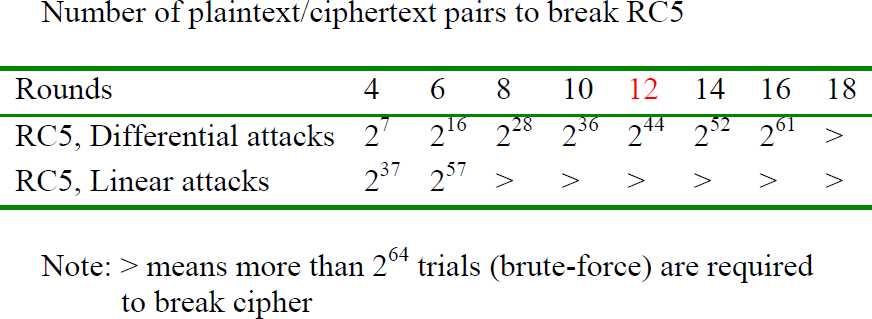 Number of plaintext/ciphertext pairs to break RC5
Rounds 4 6 8 10 12 14 16 18
RC5, Differential attacks 2^7 2^16 2^28 2^36 2^44 2^52 2^61 >
RC5, Linear attacks 2^37 2^57 > > > > > >
Note: > means more than 2^64 trials (brute-force) are required
to break cipher